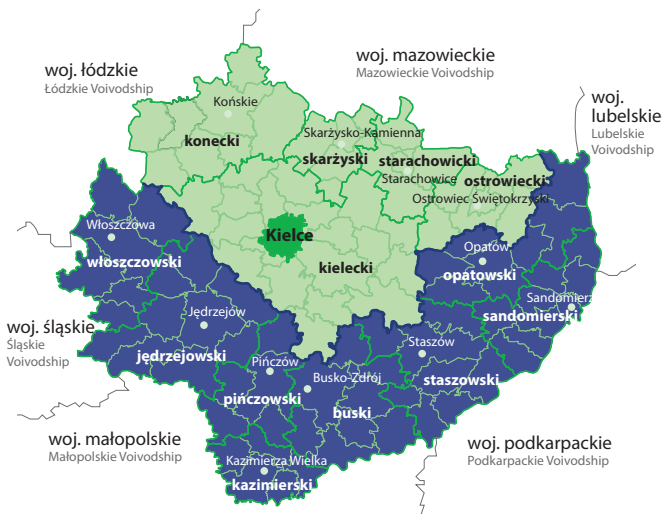 woj. łódzkie
Łódzkie Voivodship
woj. mazowieckie
Mazowieckie Voivodship
woj.
lubelskie
Lubelskie
Voivodship
Końskie
konecki
Skarżysko-Kamienna
skarżyski
starachowicki
Starachowice
ostrowiecki
Ostrowiec Świętokrzyski
Włoszczowa
włoszczowski
Kielce
kielecki
Opatów
opatowski
Sandomierz
sandomierski
woj. śląskie
Śląskie
Voivodship
Jędrzejów
jędrzejowski
Pińczów
pińczowski
Busko-Zdrój
buski
Staszów
staszowski
woj. małopolskie
Małopolskie Voivodship
Kazimierza Wielka
kazimierski
woj. podkarpackie
Podkarpackie Voivodship